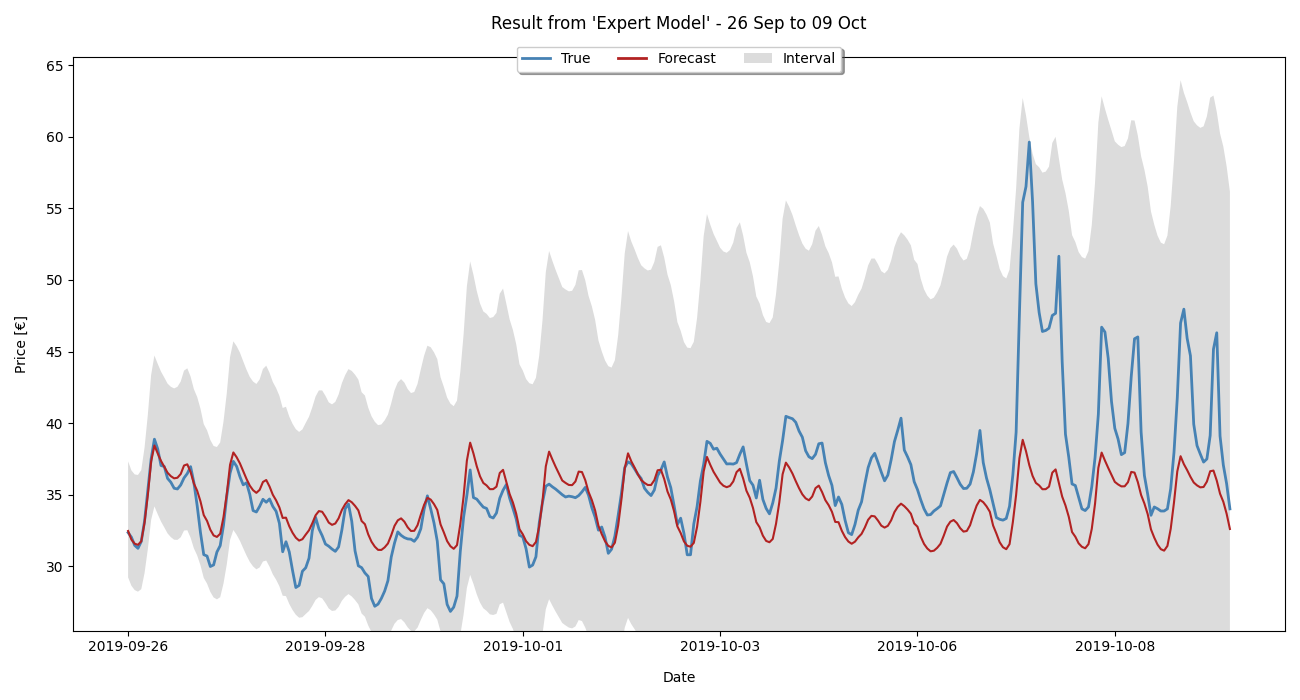 Result from 'Expert Model' - 26 Sep to 09 Oct
True Forecast Interval
65
60
55
50
45
40
35
30
Price [€]
2019-09-26 2019-09-28 2019-10-01 2019-10-03 2019-10-06 2019-10-08
Date